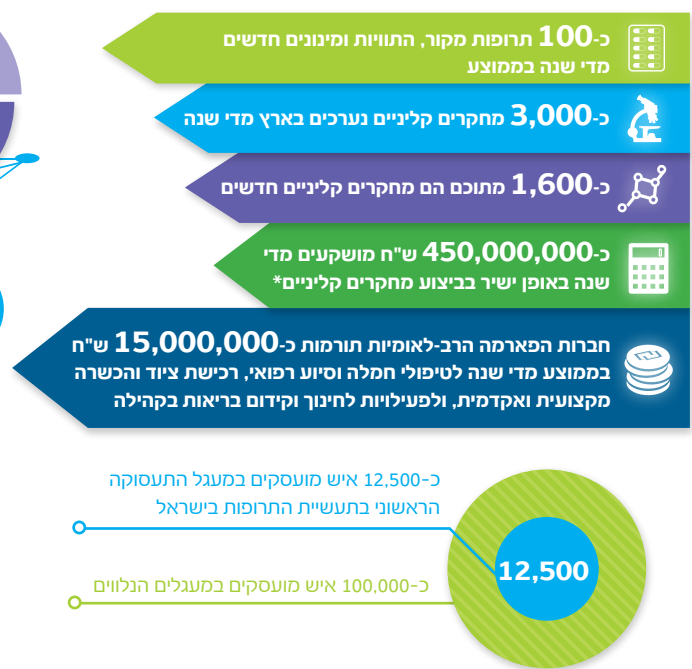 כ-100 תרופות מקור, התוויות ומינונים חדשים
מדי שנה בממוצע
כ-3,000 מחקרים קליניים נערכים בארץ מדי שנה
כ-1,600 מתוכם הם מחקרים קליניים חדשים
כ-450,000,000 ש"ח מושקעים מדי
שנה באופן ישיר בביצוע מחקרים קליניים*
חברות הפארמה הרב-לאומיות תורמות כ-15,000,000 ש"ח
בממוצע מדי שנה לטיפולי חמלה וסיוע רפואי, רכישת ציוד והכשרה
מקצועית ואקדמית, ולפעילויות לחינוך וקידום בריאות בקהילה
כ-12,500 איש מועסקים במעגל התעסוקה
הראשוני בתעשיית התרופות בישראל
12,500
כ-100,000 איש מועסקים במעגלים הנלווים